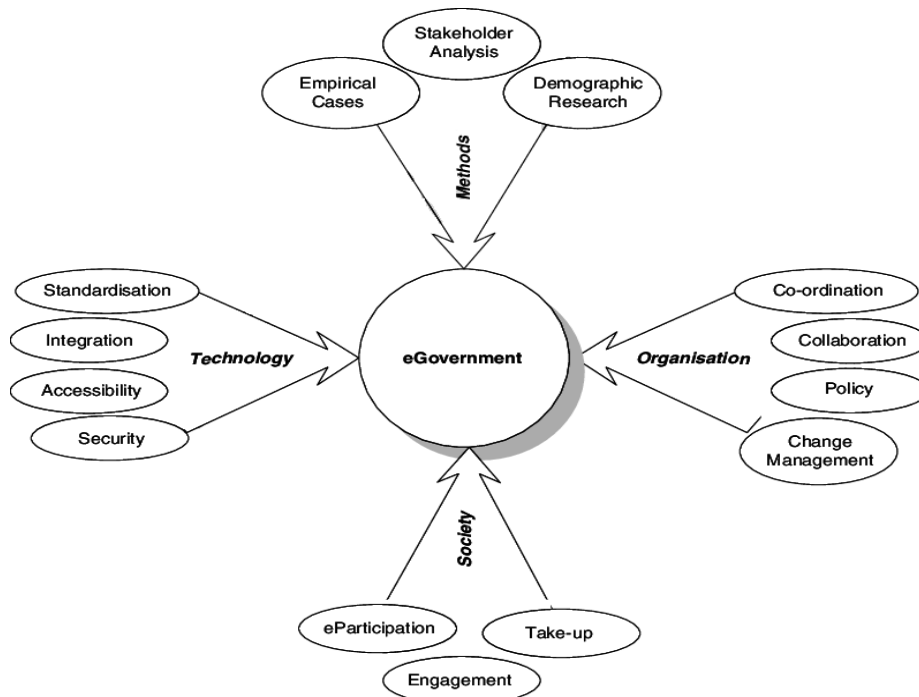 Stakeholder
Analysis
Empirical
Cases
Demographic
Research
Methods
Standardisation
Integration
Accessibility
Security
Technology
eGovernment
Organisation
Co-ordination
Collaboration
Policy
Change
Management
Society
eParticipation
Take-up
Engagement